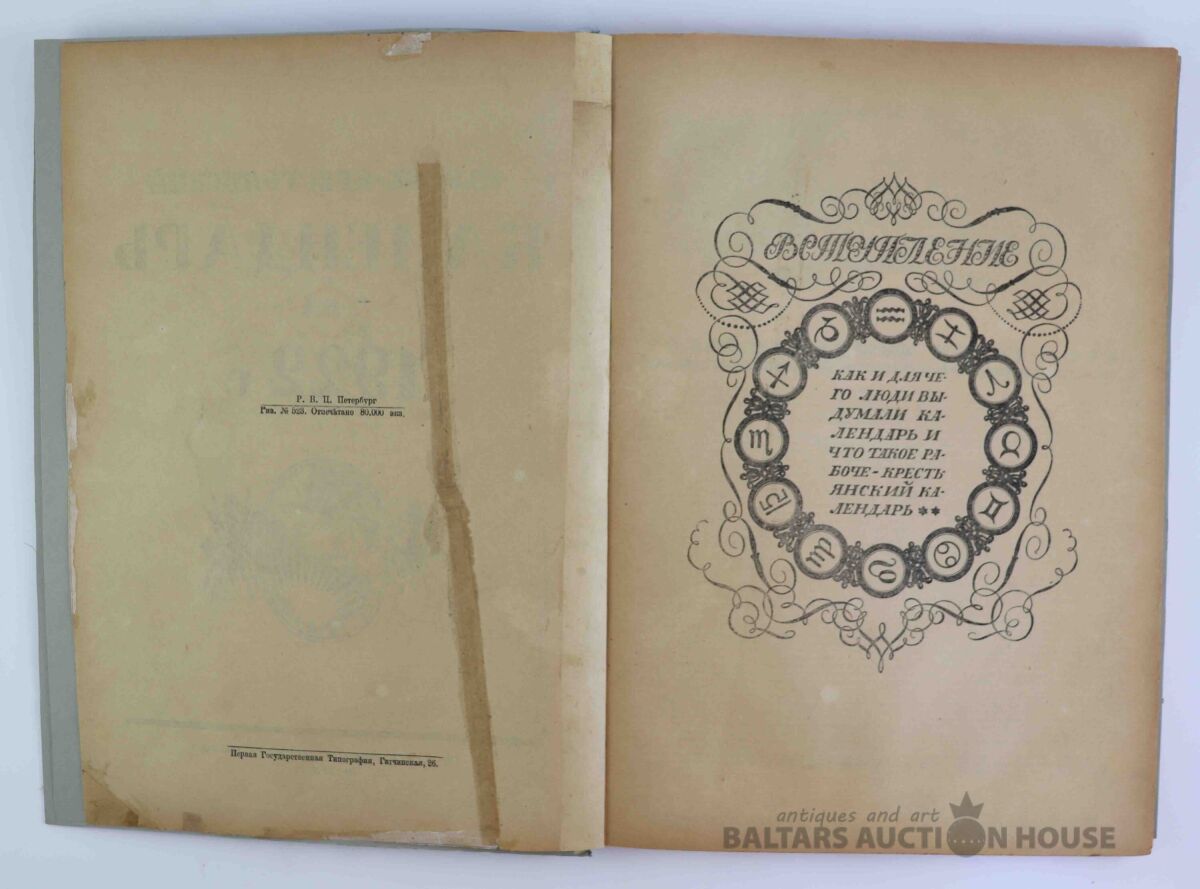 Р. В. Ц. Петербург
Гиз. № 523. Отпечатано 80.000 экз.
Первая Государственная Типография, Гатчинская, 26.
ВСТУПЛЕНИЕ
КАК И ДЛЯ ЧЕ-
ГО ЛЮДИ ВЫ-
ДУМАЛИ КА-
ЛЕНДАРЬ И
ЧТО ТАКОЕ РА-
БОЧЕ-КРЕСТЬ
ЯНСКИЙ КА-
ЛЕНДАРЬ **
antiques and art
BALTARS AUCTION HOUSE